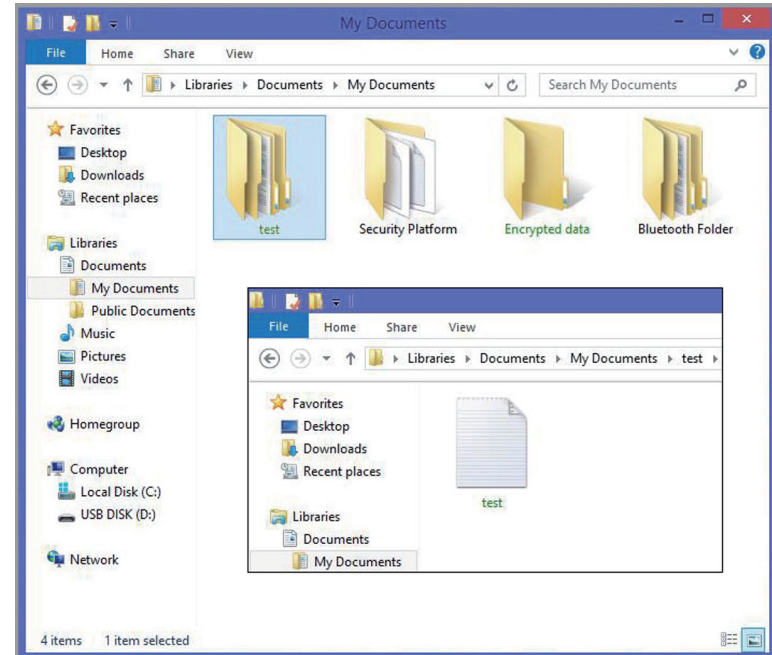 My Documents
File Home Share View
Libraries Documents My Documents Search My Documents
Favorites
Desktop
Downloads
Recent places
Libraries
Documents
My Documents
Public Documents
Music
Pictures
Videos
Homegroup
Computer
Local Disk (C:)
USB DISK (D:)
Network
test Security Platform Encrypted data Bluetooth Folder
File Home Share View
Libraries Documents My Documents test
Favorites
Desktop
Downloads
Recent places
Libraries
Documents
My Documents
test
4 items 1 item selected